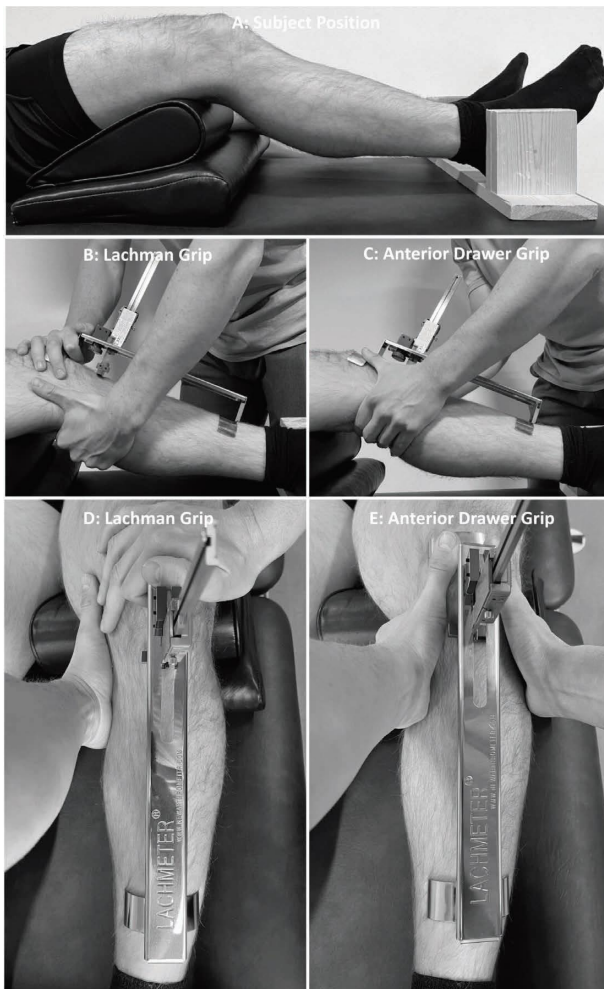 A: Subject Position
B: Lachman Grip
C: Anterior Drawer Grip
D: Lachman Grip
E: Anterior Drawer Grip
LACHMETER®
LACHMETER®